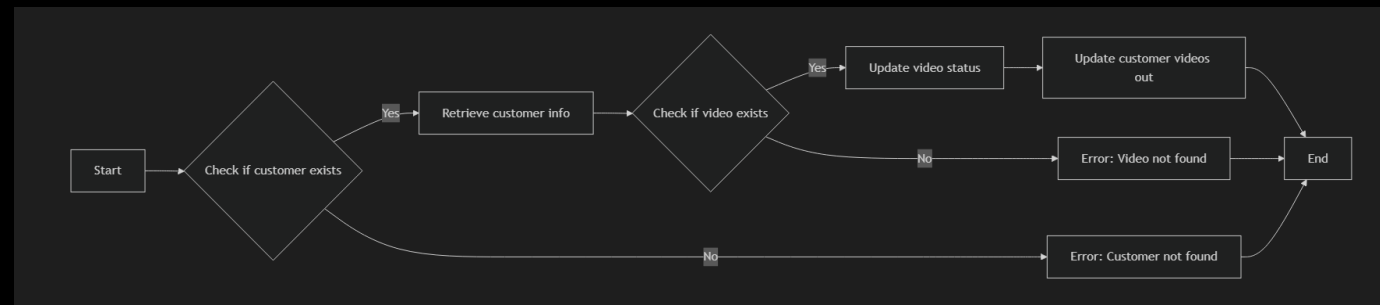 Start
Check if customer exists
Yes
Retrieve customer info
Check if video exists
Yes
Update video status
Update customer videos
out
No
Error: Video not found
End
No
Error: Customer not found